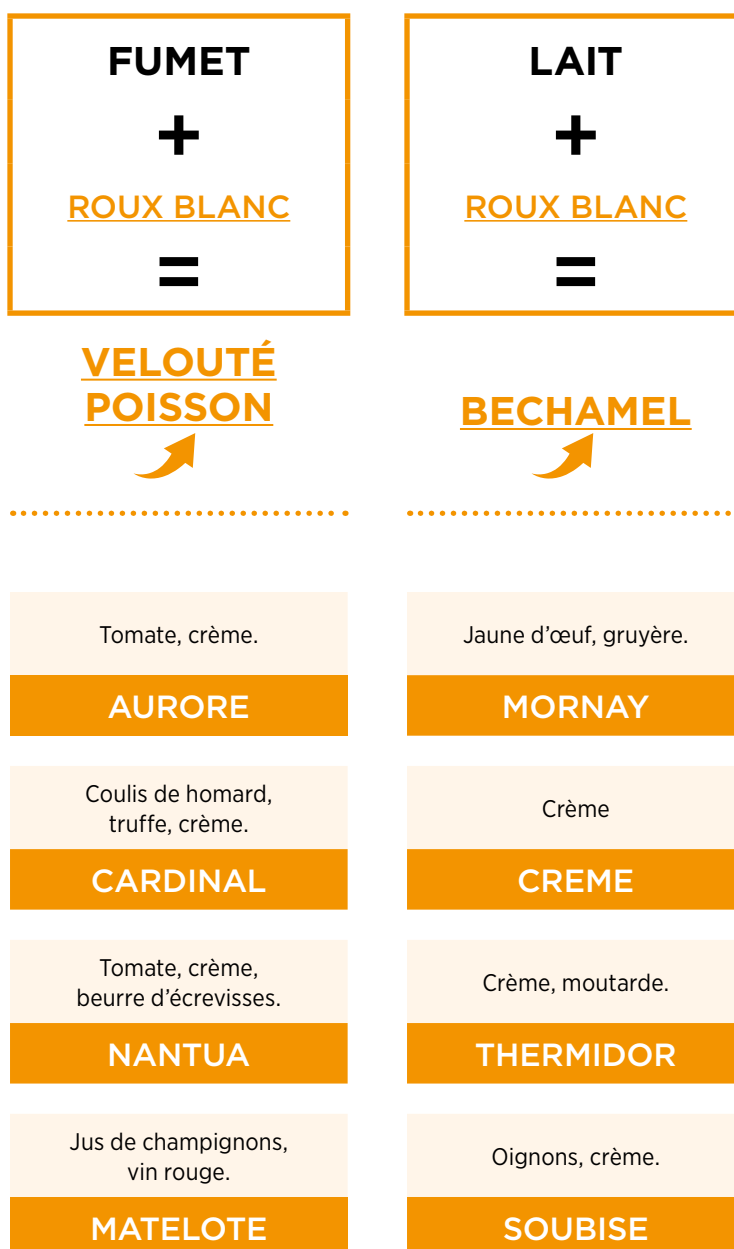 FUMET
+
ROUX BLANC
=
VELOUTÉ
POISSON
Tomate, crème.
AURORE
Coulis de homard,
truffe, crème.
CARDINAL
Tomate, crème,
beurre d'écrevisses.
NANTUA
Jus de champignons,
vin rouge.
MATELOTE
LAIT
+
ROUX BLANC
=
BECHAMEL
Jaune d'œuf, gruyère.
MORNAY
Crème
CREME
Crème, moutarde.
THERMIDOR
Oignons, crème.
SOUBISE